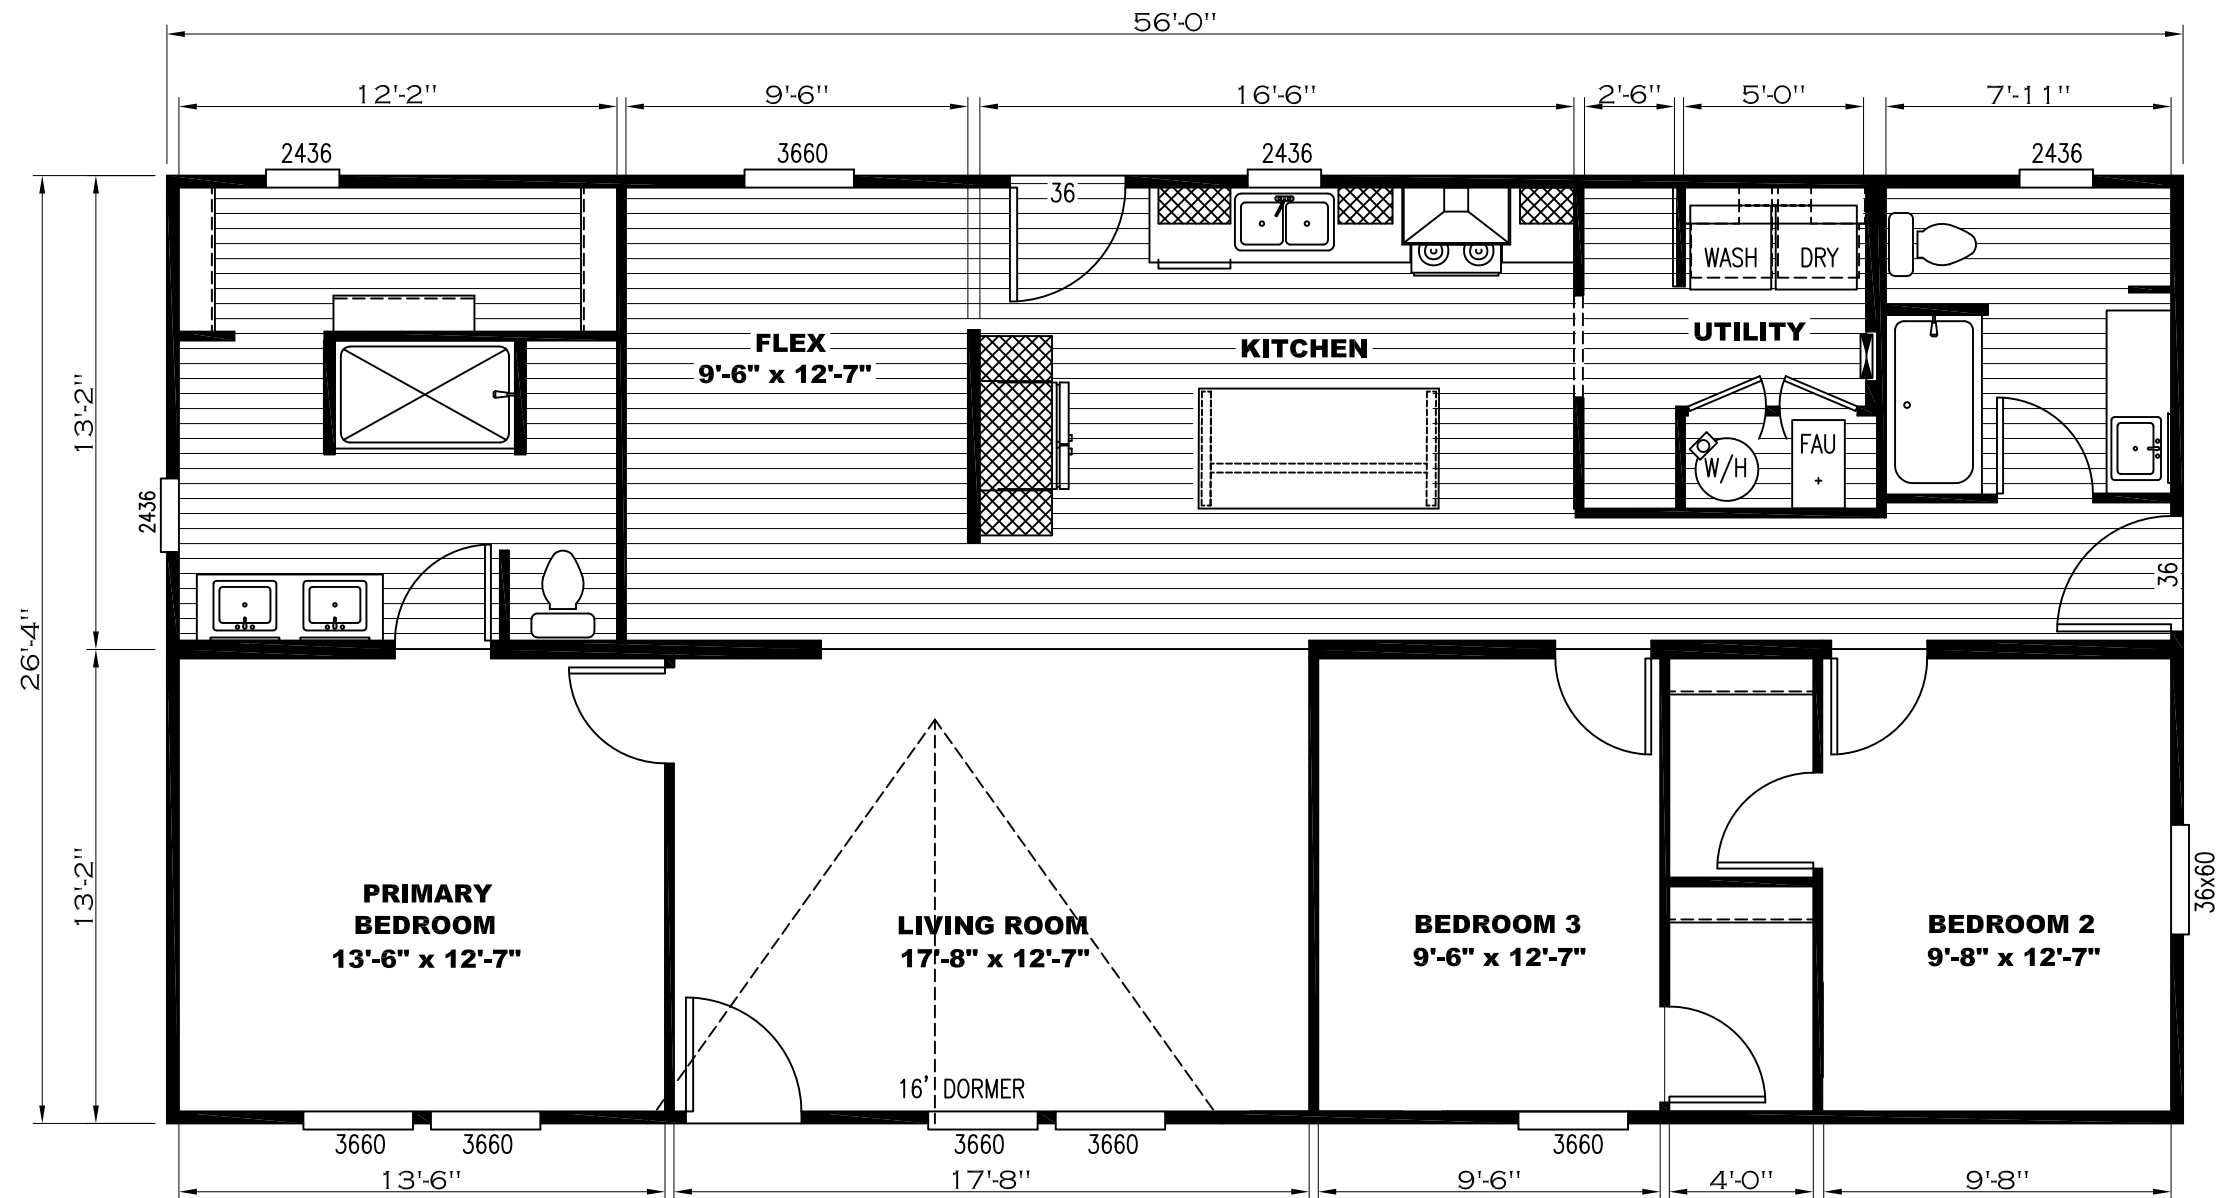 56'-0"
12'-2"
9'-6"
16'-6"
2'-6"
5'-0"
7'-11"
2436
3660
2436
2436
36
WASH
DRY
UTILITY
FLEX
9'-6" x 12'-7"
KITCHEN
FAU
W/H
13'-2"
2436
36
26'-4"
13'-2"
PRIMARY
BEDROOM
13'-6" x 12'-7"
LIVING ROOM
17'-8" x 12'-7"
BEDROOM 3
9'-6" x 12'-7"
BEDROOM 2
9'-8" x 12'-7"
36x60
16' DORMER
3660
3660
3660
3660
3660
13'-6"
17'-8"
9'-6"
4'-0"
9'-8"